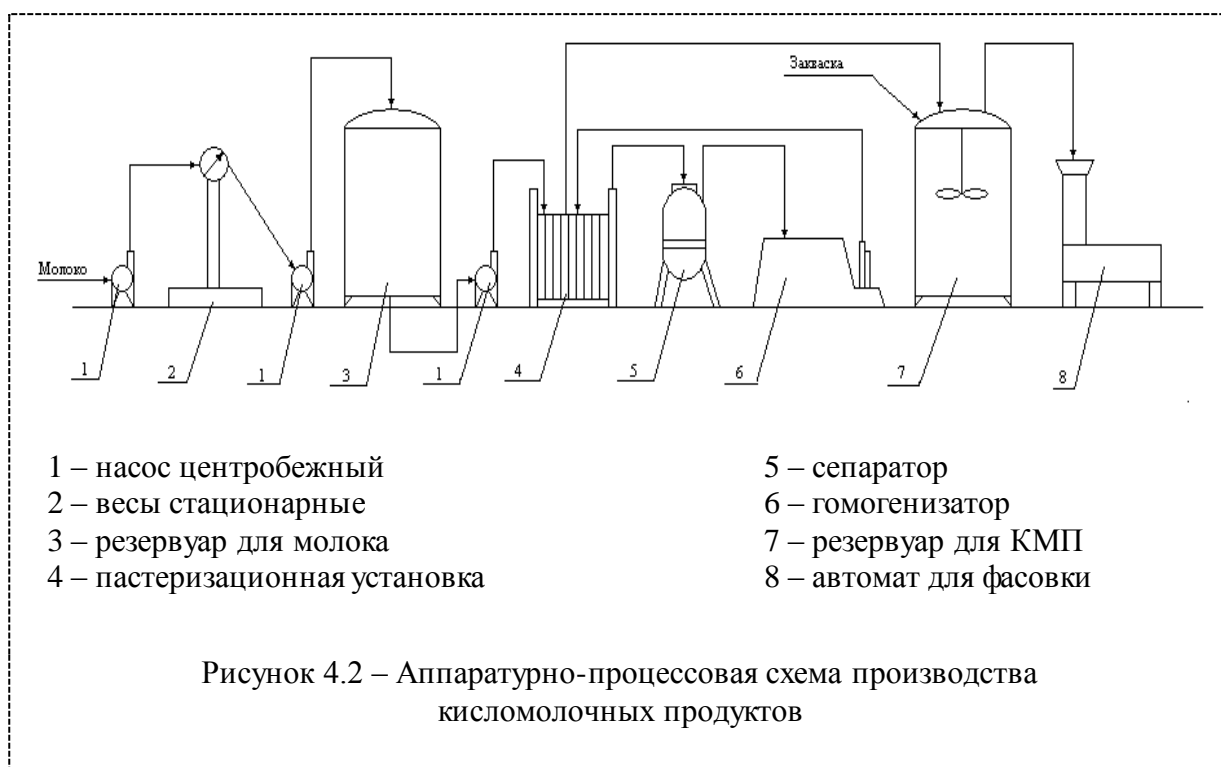 Закваска
Молоко
1
2
1
3
1
4
5
6
7
8
1 – насос центробежный
2 – весы стационарные
3 – резервуар для молока
4 – пастеризационная установка
5 – сепаратор
6 – гомогенизатор
7 – резервуар для КМП
8 – автомат для фасовки
Рисунок 4.2 – Аппаратурно-процессовая схема производства
кисломолочных продуктов